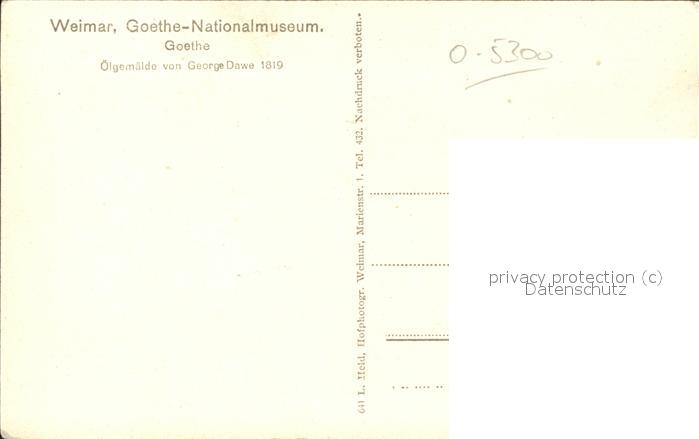 Weimar, Goethe-Nationalmuseum.
Goethe
Ölgemälde von George Dawe 1819
641 L. Held, Hofphotogr. Weimar, Marienstr. 1. Tel. 432. Nachdruck verboten.
O-5300
privacy protection (c)
Datenschutz